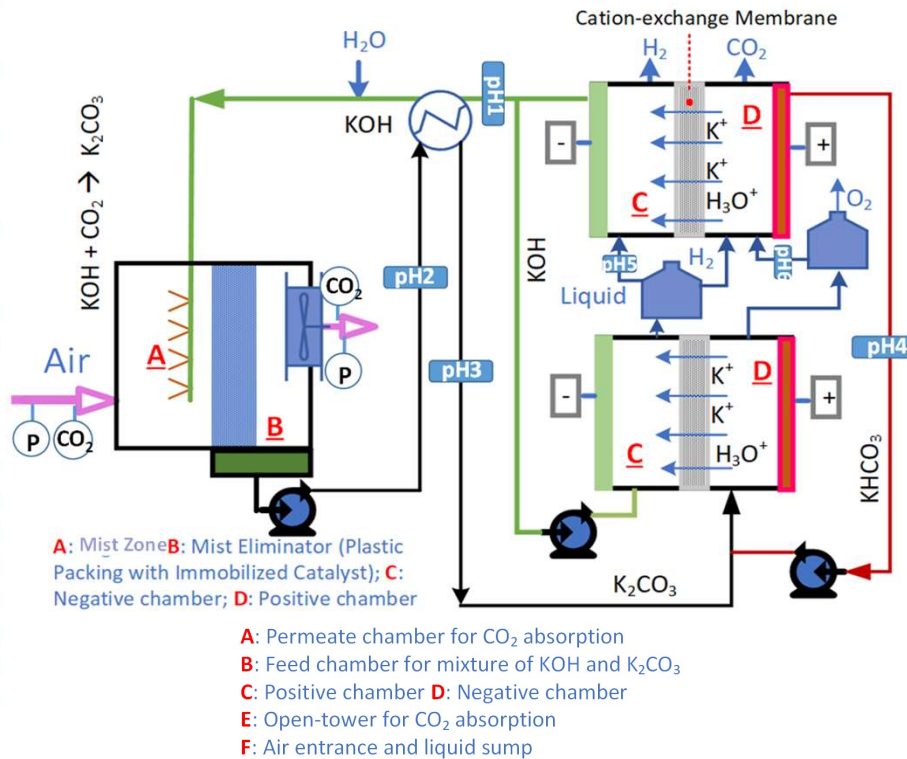 Cation-exchange Membrane
H₂O
H₂
CO₂
pH1
KOH
D
K⁺
-
+
K⁺
C
H₃O⁺
O₂
KOH + CO₂ → K₂CO₃
KOH
pH5
H₂
pH6
Liquid
pH2
CO₂
A
Air
P
pH3
pH4
B
P
CO₂
K⁺
D
-
+
K⁺
C
H₃O⁺
KHCO₃
K₂CO₃
A: Mist Zone B: Mist Eliminator (Plastic
Packing with Immobilized Catalyst); C:
Negative chamber; D: Positive chamber
A: Permeate chamber for CO₂ absorption
B: Feed chamber for mixture of KOH and K₂CO₃
C: Positive chamber D: Negative chamber
E: Open-tower for CO₂ absorption
F: Air entrance and liquid sump